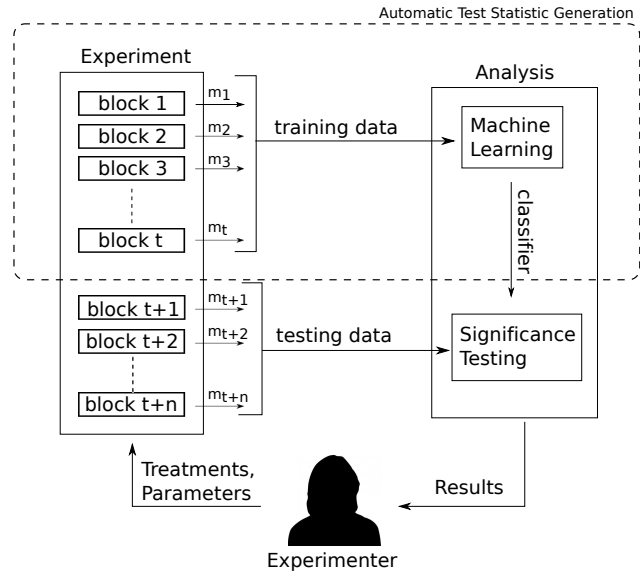 Automatic Test Statistic Generation
Experiment
Analysis
block 1
m1
block 2
m2
block 3
m3
block t
mt
training data
Machine
Learning
classifier
block t+1
mt+1
block t+2
mt+2
block t+n
mt+n
testing data
Significance
Testing
Treatments,
Parameters
Results
Experimenter